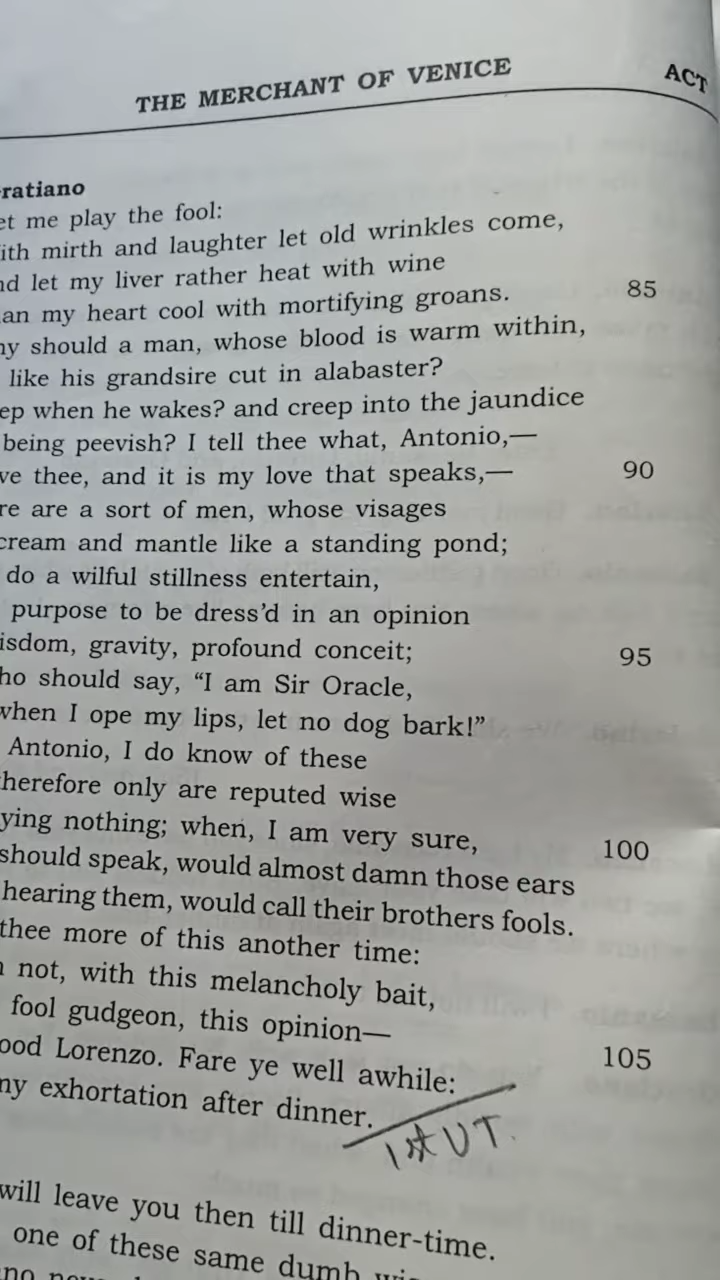 THE MERCHANT OF VENICE ACT
ratiano
et me play the fool:
ith mirth and laughter let old wrinkles come,
nd let my liver rather heat with wine 85
an my heart cool with mortifying groans.
y should a man, whose blood is warm within,
like his grandsire cut in alabaster?
ep when he wakes? and creep into the jaundice
being peevish? I tell thee what, Antonio,—
ve thee, and it is my love that speaks,— 90
re are a sort of men, whose visages
cream and mantle like a standing pond;
do a wilful stillness entertain,
purpose to be dress'd in an opinion
isdom, gravity, profound conceit; 95
ho should say, “I am Sir Oracle,
when I ope my lips, let no dog bark!”
Antonio, I do know of these
herefore only are reputed wise
ying nothing; when, I am very sure, 100
should speak, would almost damn those ears
hearing them, would call their brothers fools.
thee more of this another time:
not, with this melancholy bait,
fool gudgeon, this opinion— 105
ood Lorenzo. Fare ye well awhile:
my exhortation after dinner.
1st UT.
will leave you then till dinner-time.
one of these same dumb